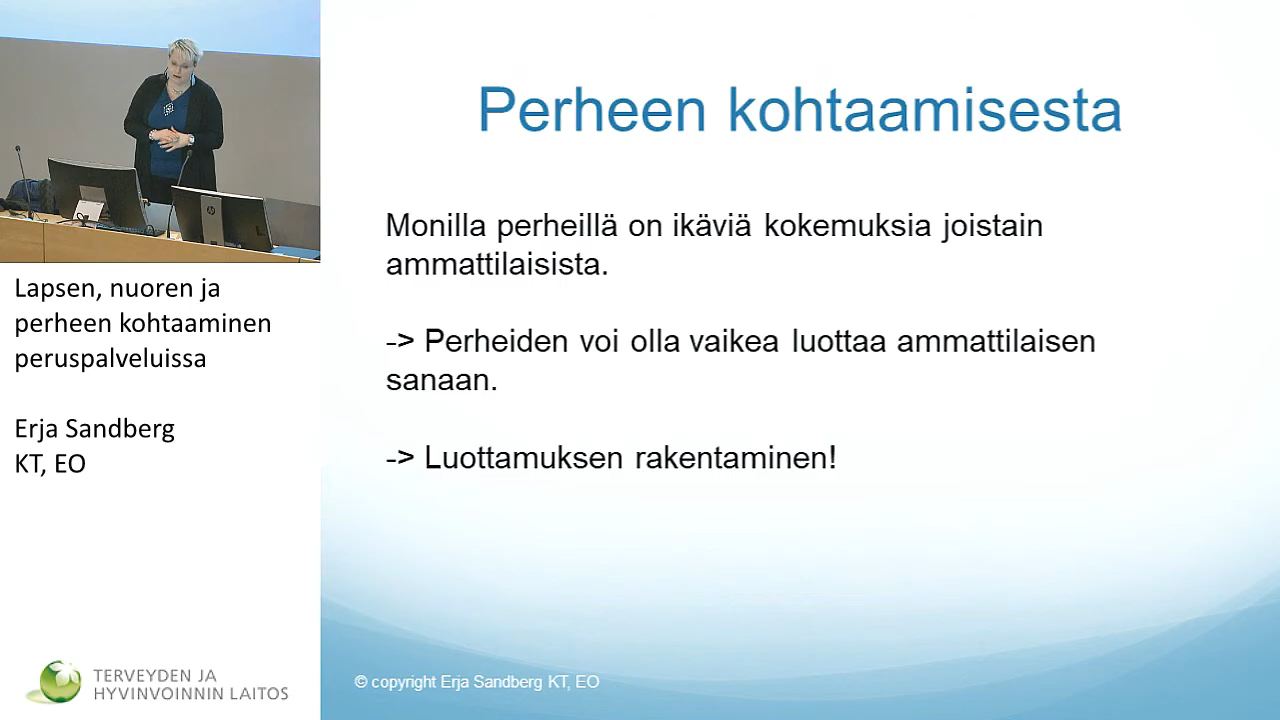 Lapsen, nuoren ja
perheen kohtaaminen
peruspalveluissa
Erja Sandberg
KT, EO
TERVEYDEN JA
HYVINVOINNIN LAITOS
Perheen kohtaamisesta
Monilla perheillä on ikäviä kokemuksia joistain
ammattilaisista.
-> Perheiden voi olla vaikea luottaa ammattilaisen
sanaan.
-> Luottamuksen rakentaminen!
© copyright Erja Sandberg KT, EO